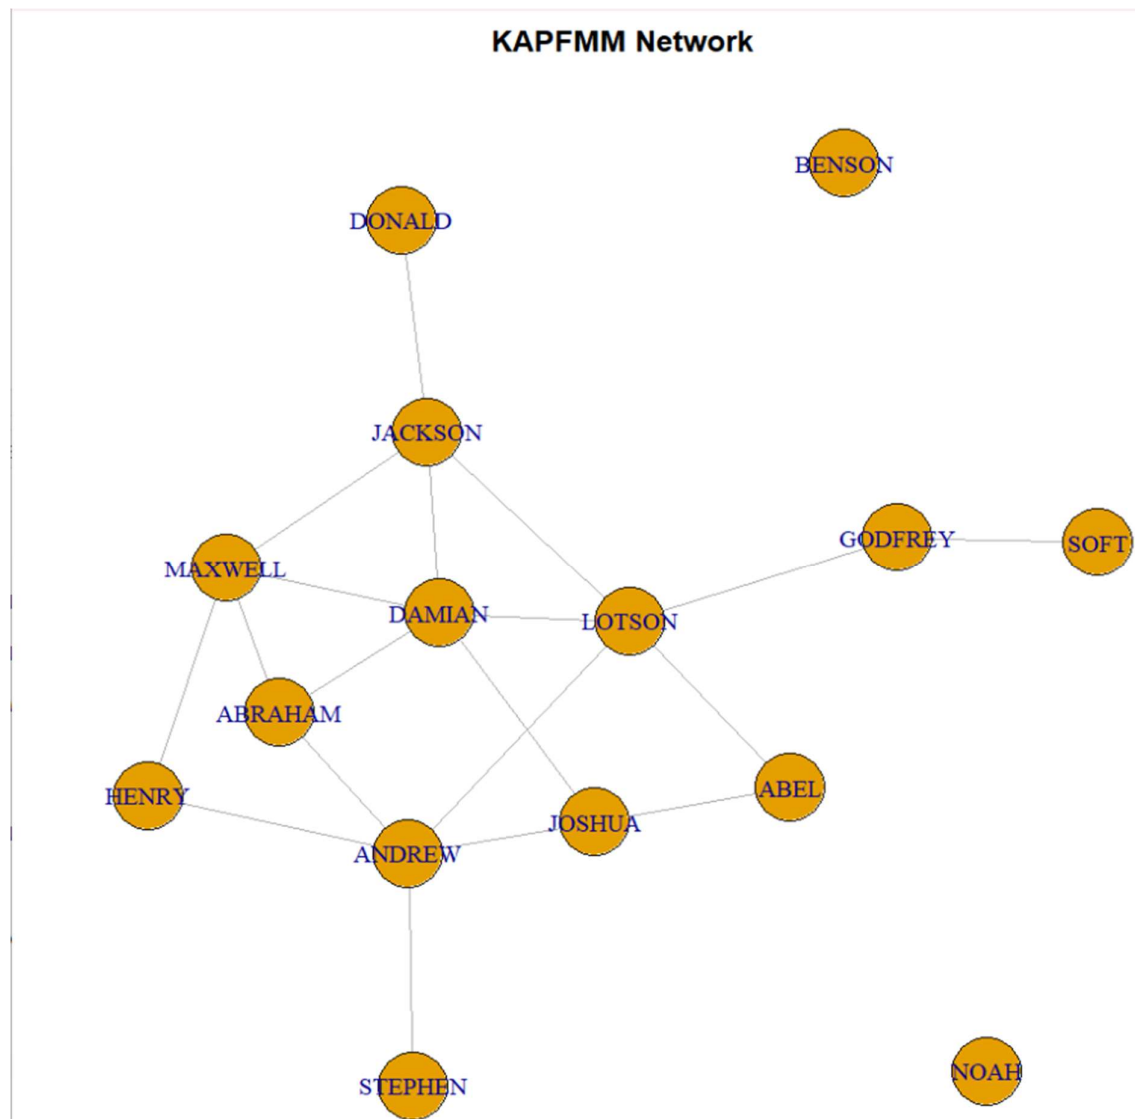 KAPFMM Network
BENSON
DONALD
JACKSON
GODFREY
SOFT
MAXWELL
DAMIAN
LOTSON
ABRAHAM
HENRY
ABEL
JOSHUA
ANDREW
STEPHEN
NOAH